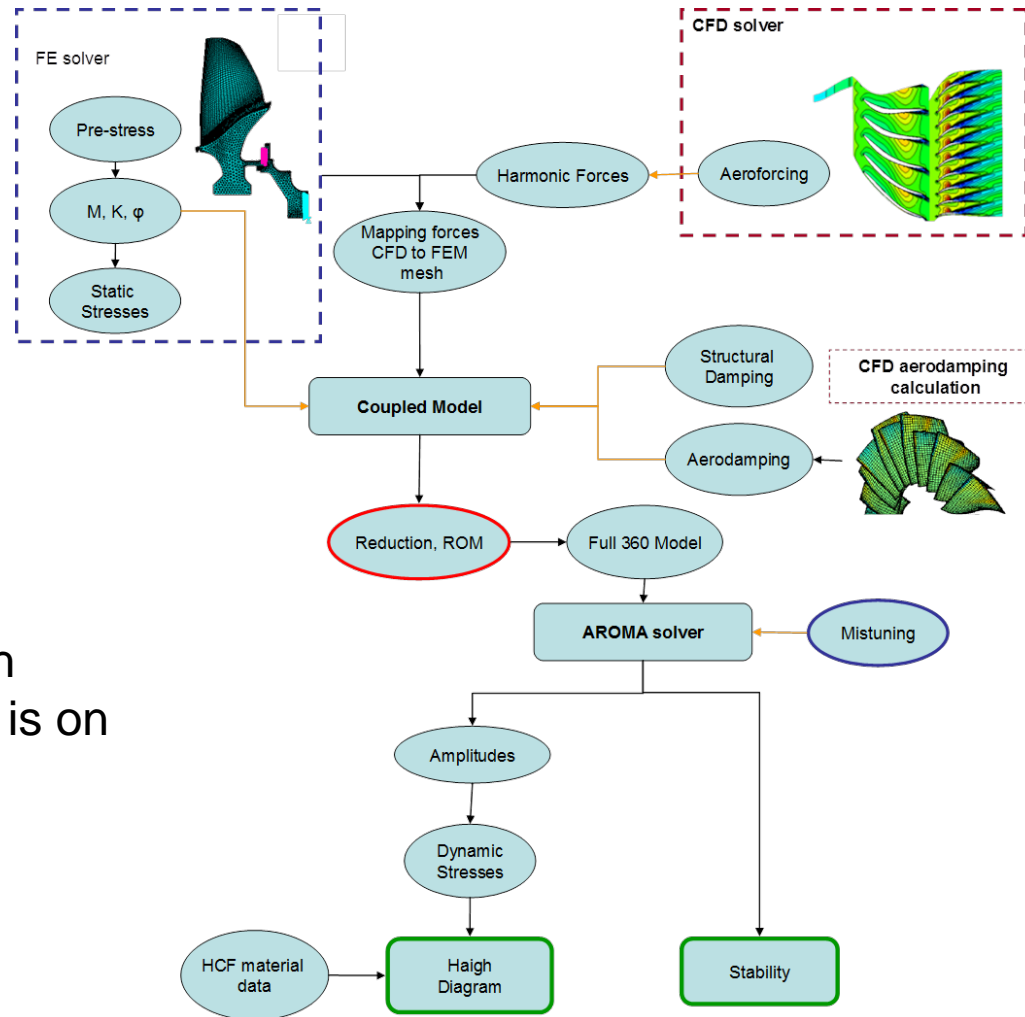 CFD solver
FE solver
Pre-stress
M, K, φ
Static
Stresses
Harmonic Forces
Aeroforcing
Mapping forces
CFD to FEM
mesh
Structural
Damping
CFD aerodamping
calculation
Coupled Model
Aerodamping
Reduction, ROM
Full 360 Model
AROMA solver
Mistuning
n
is on
Amplitudes
Dynamic
Stresses
HCF material
data
Haigh
Diagram
Stability